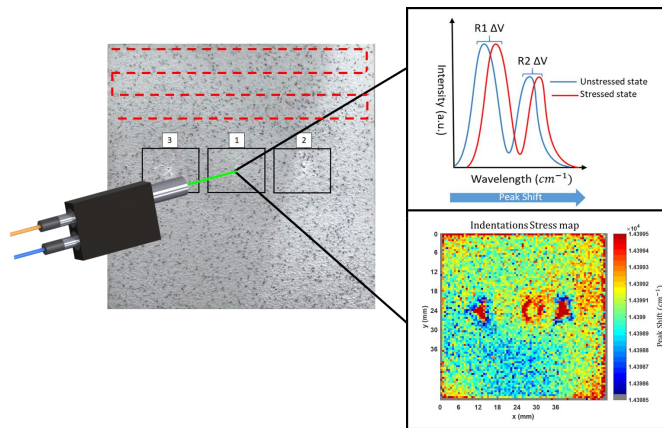 3
1
2
R1 ΔV
R2 ΔV
Intensity (a.u.)
Unstressed state
Stressed state
Wavelength (cm⁻¹)
Peak Shift
Indentations Stress map
×10⁴
0
6
12
18
24
30
36
y (mm)
0 6 12 18 24 30 36
x (mm)
1.43995
1.43994
1.43993
1.43992
1.43991
1.4399
1.43989
1.43988
1.43987
1.43986
1.43985
Peak Shift (cm⁻¹)